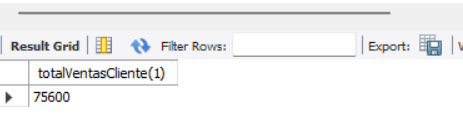 Result Grid Filter Rows: Export:
totalVentasCliente(1)
75600